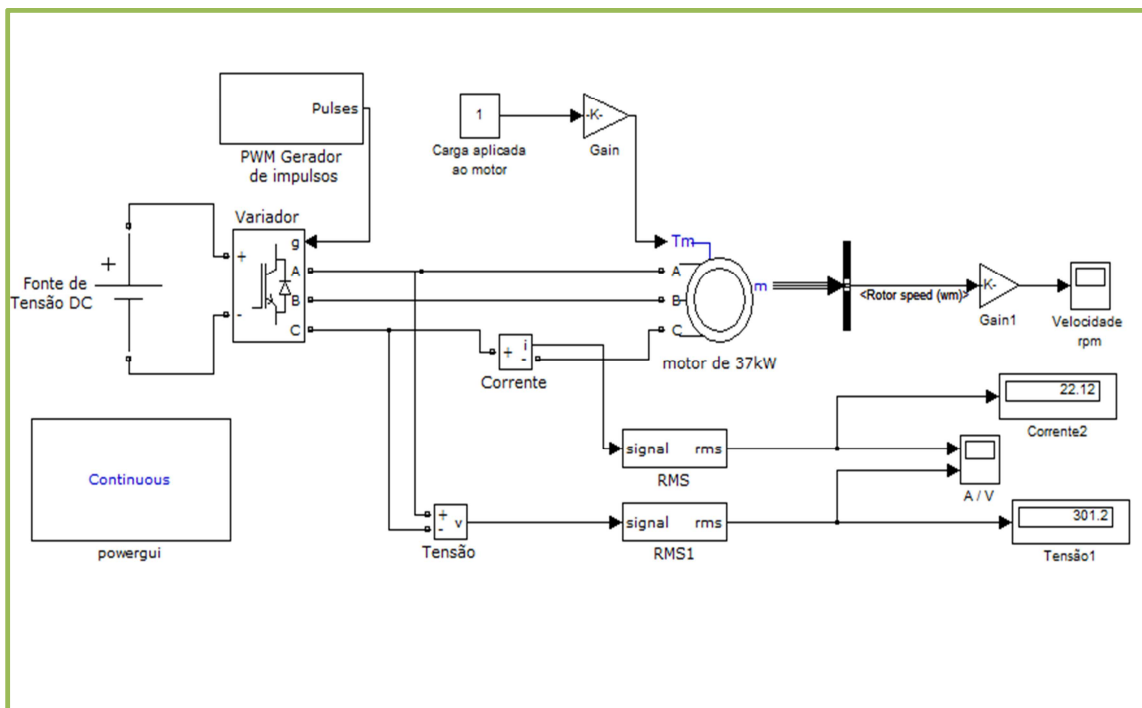 Pulses
PWM Gerador
de impulsos
1
Carga aplicada
ao motor
-K-
Gain
Variador
g
+
-
A
B
C
+
Fonte de
Tensão DC
Tm
A
B
C
m
motor de 37kW
<Rotor speed (wm)>
K-
Gain1
Velocidade
rpm
+
i
-
Corrente
22.12
Corrente2
Continuous
powergui
signal rms
RMS
A / V
+
-
v
Tensão
signal rms
RMS1
301.2
Tensão1